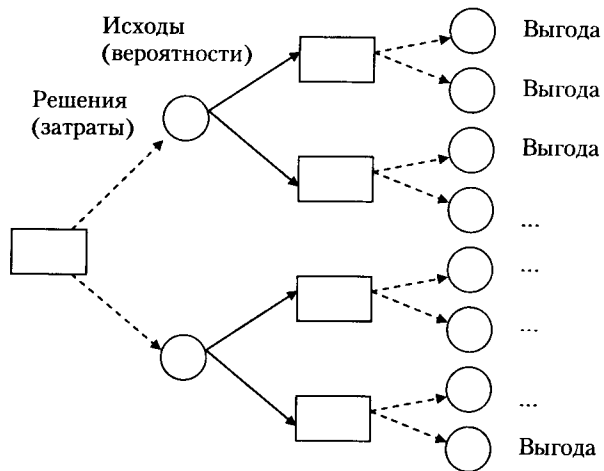 Исходы
(вероятности)
Решения
(затраты)
Выгода
Выгода
Выгода
...
...
...
...
Выгода